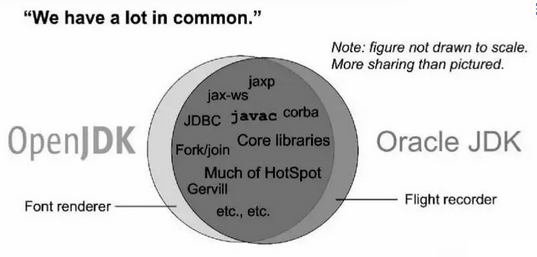 “We have a lot in common.”
Note: figure not drawn to scale.
More sharing than pictured.
jaxp
jax-ws
JDBC javac corba
OpenJDK
Fork/join Core libraries
Oracle JDK
Much of HotSpot
Gervill
etc., etc.
Font renderer
Flight recorder